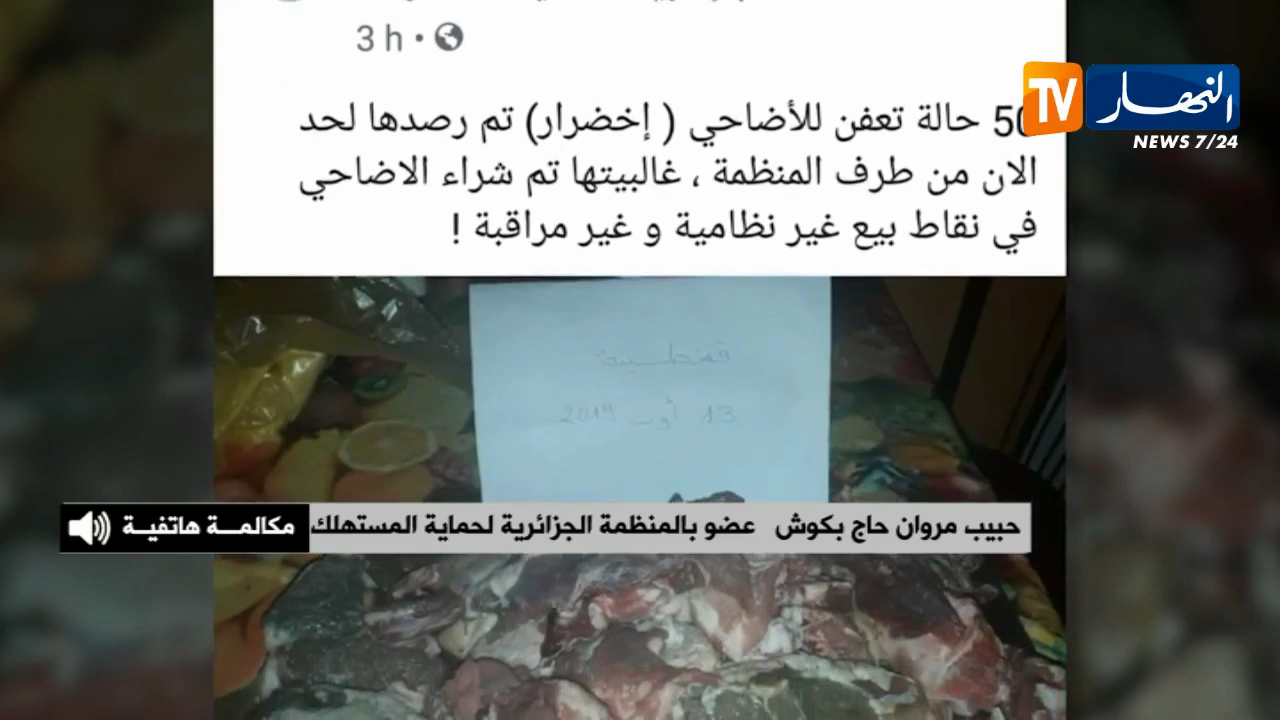 3 h
50 حالة تعفن للأضاحي ( إخضرار) تم رصدها لحد
الان من طرف المنظمة ، غالبيتها تم شراء الاضاحي
في نقاط بيع غير نظامية و غير مراقبة !
النهار TV
NEWS 7/24
قسنطينة
13 أوت 2019
حبيب مروان حاج بكوش عضو بالمنظمة الجزائرية لحماية المستهلك
مكالمـــة هاتفيـــة